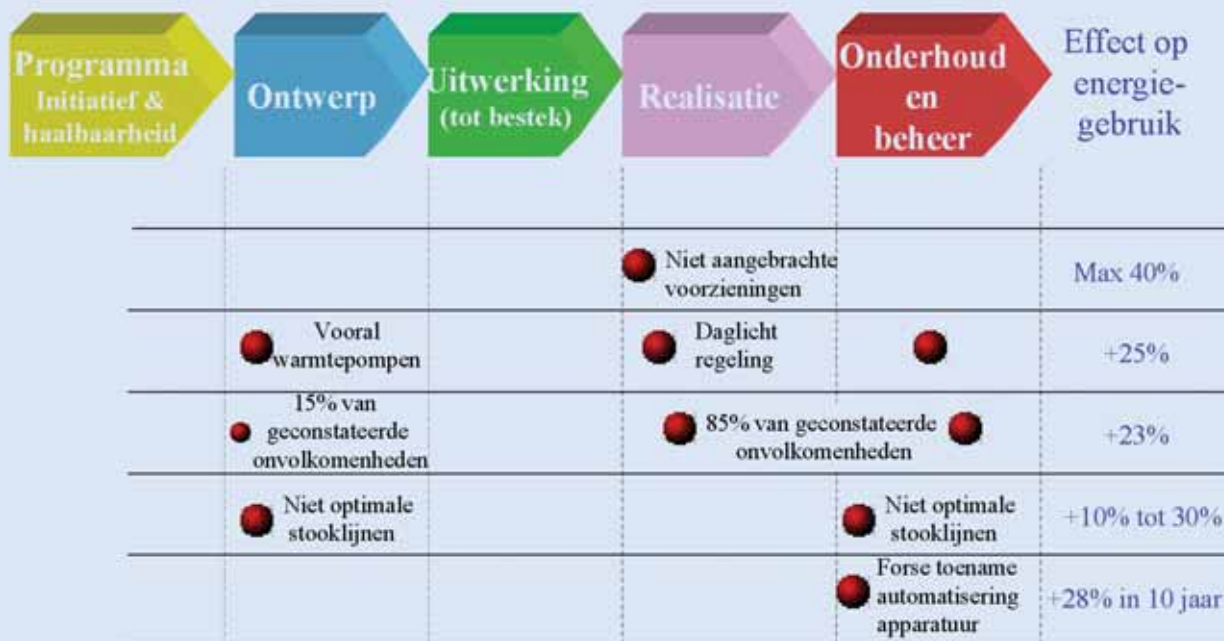 Programma
Initiatief &
haalbaarheid
Ontwerp
Uitwerking
(tot bestek)
Realisatie
Onderhoud
en
beheer
Effect op
energie-
gebruik
Niet aangebrachte
voorzieningen
Max 40%
Vooral
warmtepompen
Daglicht
regeling
+25%
15% van
geconstateerde
onvolkomenheden
85% van geconstateerde
onvolkomenheden
+23%
Niet optimale
stooklijnen
Niet optimale
stooklijnen
+10% tot 30%
Forse toename
automatisering
apparatuur
+28% in 10 jaar